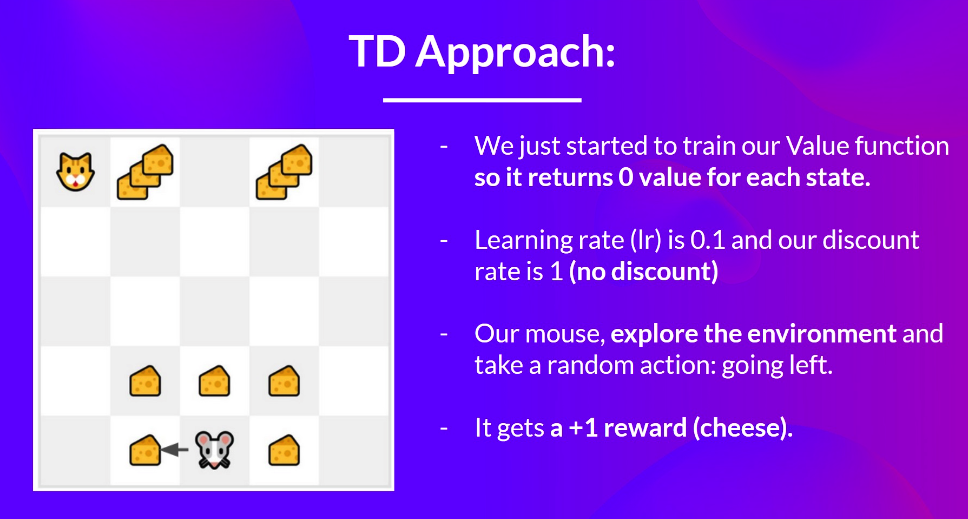 TD Approach:
- We just started to train our Value function
so it returns 0 value for each state.
- Learning rate (lr) is 0.1 and our discount
rate is 1 (no discount)
- Our mouse, explore the environment and
take a random action: going left.
- It gets a +1 reward (cheese).